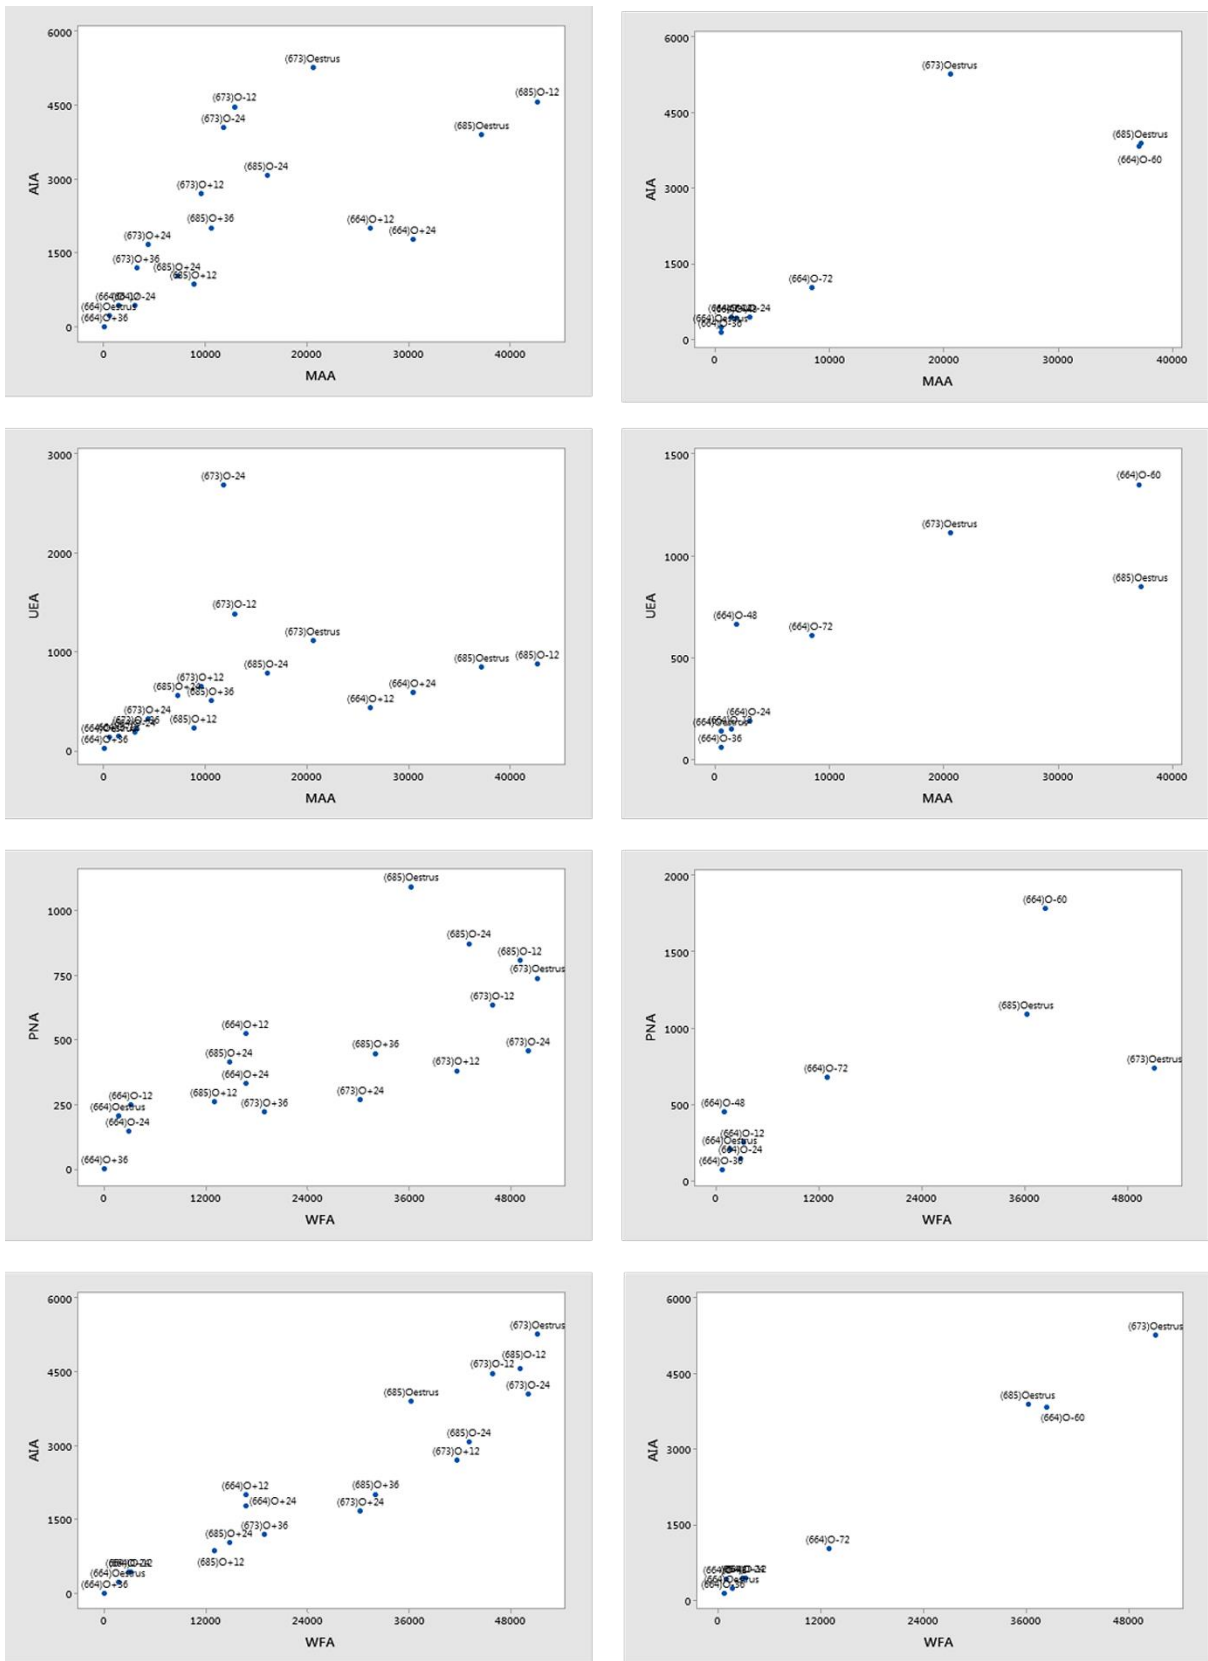 6000
(673)Oestrus
(673)O-12
(685)O-12
4500
(673)O-24
(685)Oestrus
AIA
(685)O-24
3000
(673)O+12
(685)O+36
(664)O+12
(664)O+24
(673)O+24
1500
(673)O+36
(685)O+24
(685)O+12
(664)Oestrus
(664)O+36
0
0 10000 20000 30000 40000
MAA
6000
(673)Oestrus
4500
(685)Oestrus
(664)O-60
AIA
3000
1500
(664)O-72
(664)Oestrus
(664)O-36
0
0 10000 20000 30000 40000
MAA
3000
(673)O-24
2000
UEA
(673)O-12
(673)Oestrus
1000
(685)O-24
(685)Oestrus
(685)O-12
(673)O+12
(685)O+24
(685)O+36
(664)O+24
(664)O+12
(673)O+24
(685)O+12
(664)O+36
0
0 10000 20000 30000 40000
MAA
1500
(664)O-60
(673)Oestrus
1000
(685)Oestrus
UEA
(664)O-48
(664)O-72
500
(664)O-24
(664)Oestrus
(664)O-36
0
0 10000 20000 30000 40000
MAA
(685)Oestrus
1000
(685)O-24
(685)O-12
(673)Oestrus
750
(673)O-12
PNA
(664)O+12
500
(685)O+24
(685)O+36
(673)O-24
(664)O+24
(673)O+12
(664)O-12
250
(685)O+12
(673)O+24
(664)Oestrus
(673)O+36
(664)O-24
(664)O+36
0
0 12000 24000 36000 48000
WFA
2000
(664)O-60
1500
(685)Oestrus
PNA
1000
(664)O-72
(673)Oestrus
(664)O-48
500
(664)O-12
(664)Oestrus
(664)O-24
(664)O-36
0
0 12000 24000 36000 48000
WFA
6000
(673)Oestrus
(685)O-12
4500
(673)O-12
(673)O-24
(685)Oestrus
AIA
(685)O-24
3000
(673)O+12
(664)O+12
(685)O+36
(664)O+24
(673)O+24
1500
(673)O+36
(685)O+24
(685)O+12
(664)Oestrus
(664)O+36
0
0 12000 24000 36000 48000
WFA
6000
(673)Oestrus
4500
(685)Oestrus
(664)O-60
AIA
3000
1500
(664)O-72
(664)Oestrus
(664)O-36
0
0 12000 24000 36000 48000
WFA